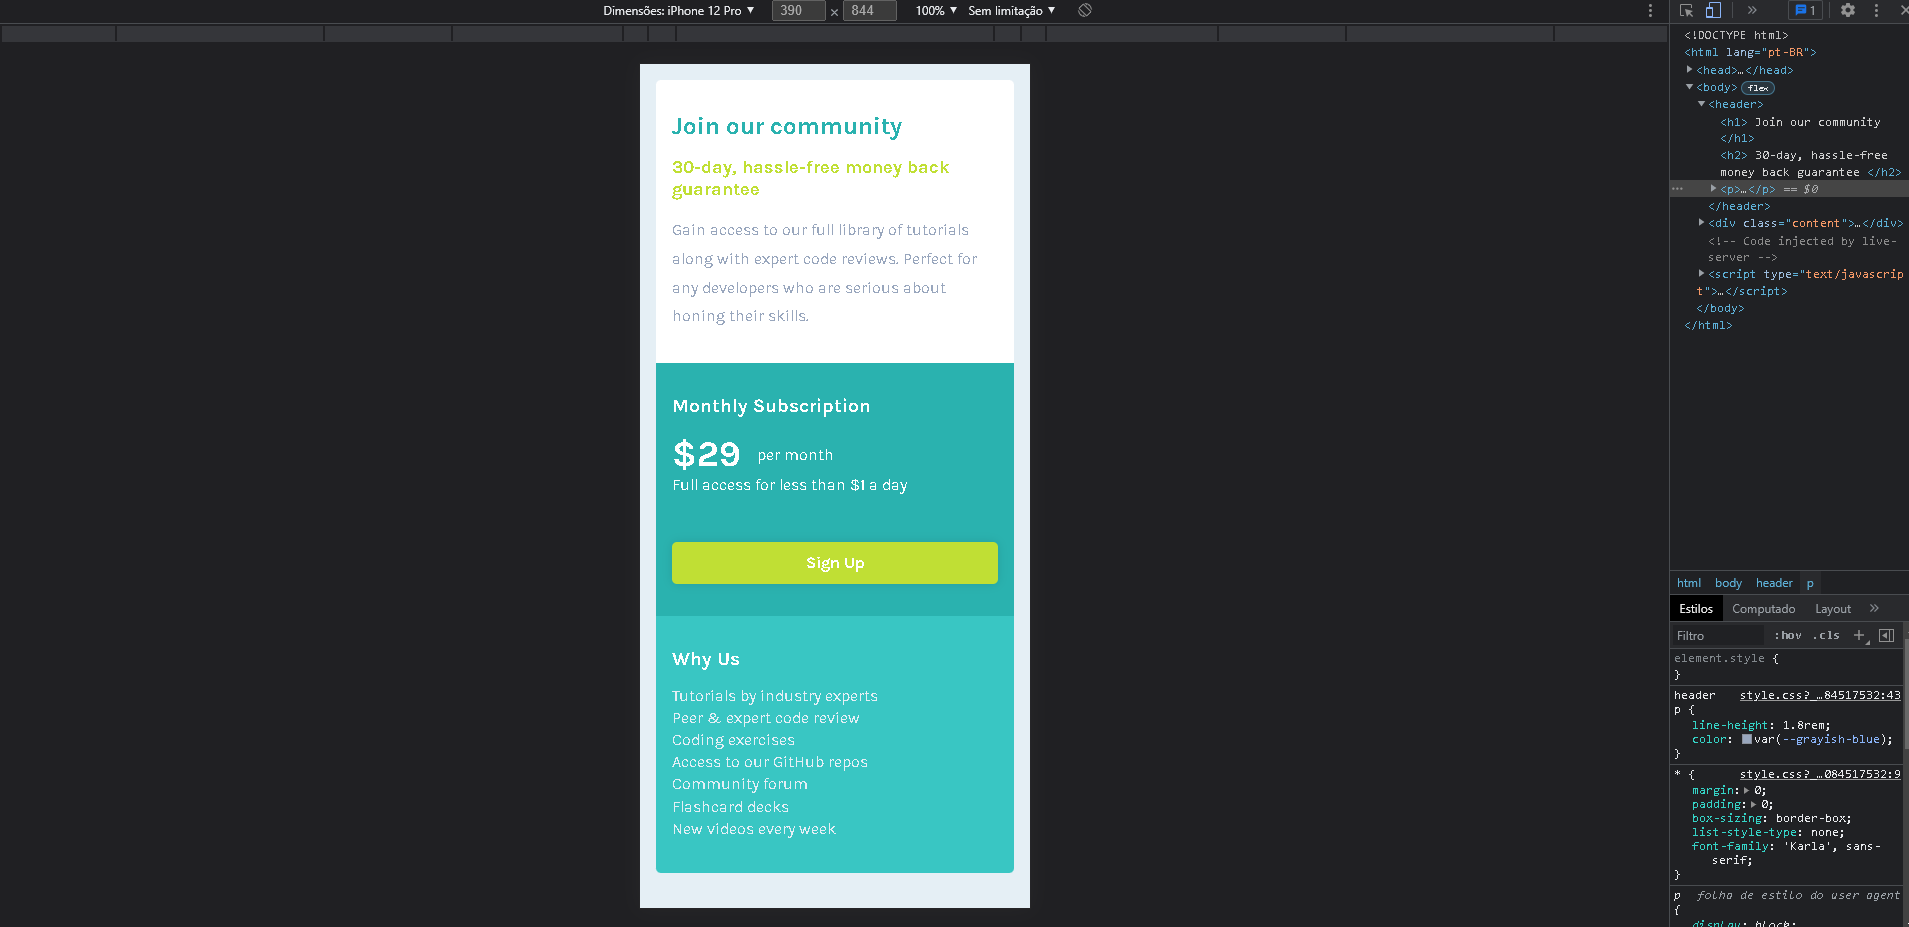 Dimensões: iPhone 12 Pro ▼ 390 × 844 100% ▼ Sem limitação ▼
Join our community
30-day, hassle-free money back
guarantee
Gain access to our full library of tutorials
along with expert code reviews. Perfect for
any developers who are serious about
honing their skills.
Monthly Subscription
$29 per month
Full access for less than $1 a day
Sign Up
Why Us
Tutorials by industry experts
Peer & expert code review
Coding exercises
Access to our GitHub repos
Community forum
Flashcard decks
New videos every week
1
<!DOCTYPE html>
<html lang="pt-BR">
<head>…</head>
<body> flex
<header>
<h1> Join our community
</h1>
<h2> 30-day, hassle-free
money back guarantee </h2>
<p>…</p> == $0
</header>
<div class="content">…</div>
<!-- Code injected by live-
server -->
<script type="text/javascrip
t">…</script>
</body>
</html>
html body header p
Estilos Computado Layout »
Filtro :hov .cls +
element.style {
}
header style.css?_…84517532:43
p {
line-height: 1.8rem;
color: var(--grayish-blue);
}
* { style.css?_…084517532:9
margin: 0;
padding: 0;
box-sizing: border-box;
list-style-type: none;
font-family: 'Karla', sans-
serif;
}
p folha de estilo do user agent
{
display: block;